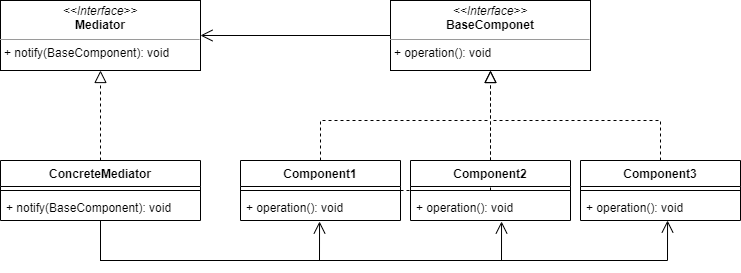 <<Interface>>
Mediator
+ notify(BaseComponent): void
<<Interface>>
BaseComponet
+ operation(): void
ConcreteMediator
+ notify(BaseComponent): void
Component1
+ operation(): void
Component2
+ operation(): void
Component3
+ operation(): void